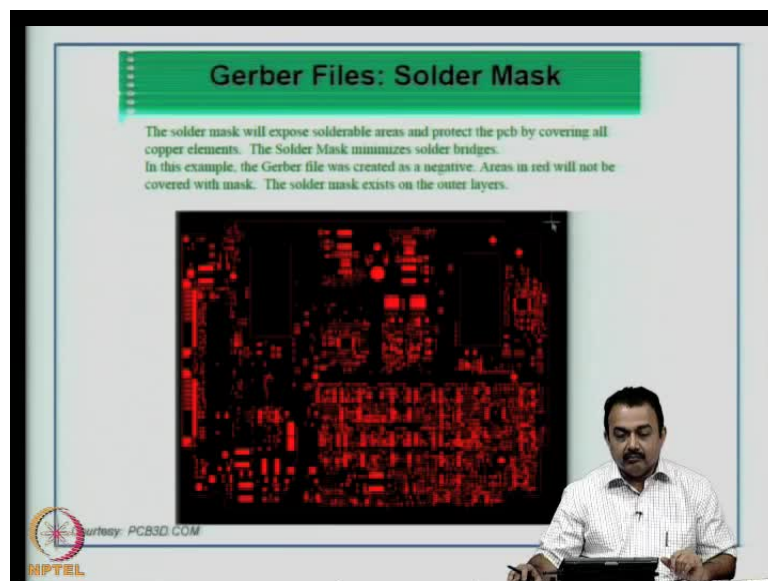 Gerber Files: Solder Mask
The solder mask will expose solderable areas and protect the pcb by covering all
copper elements. The Solder Mask minimizes solder bridges.
In this example, the Gerber file was created as a negative. Areas in red will not be
covered with mask. The solder mask exists on the outer layers.
Courtesy: PCB3D.COM
NPTEL